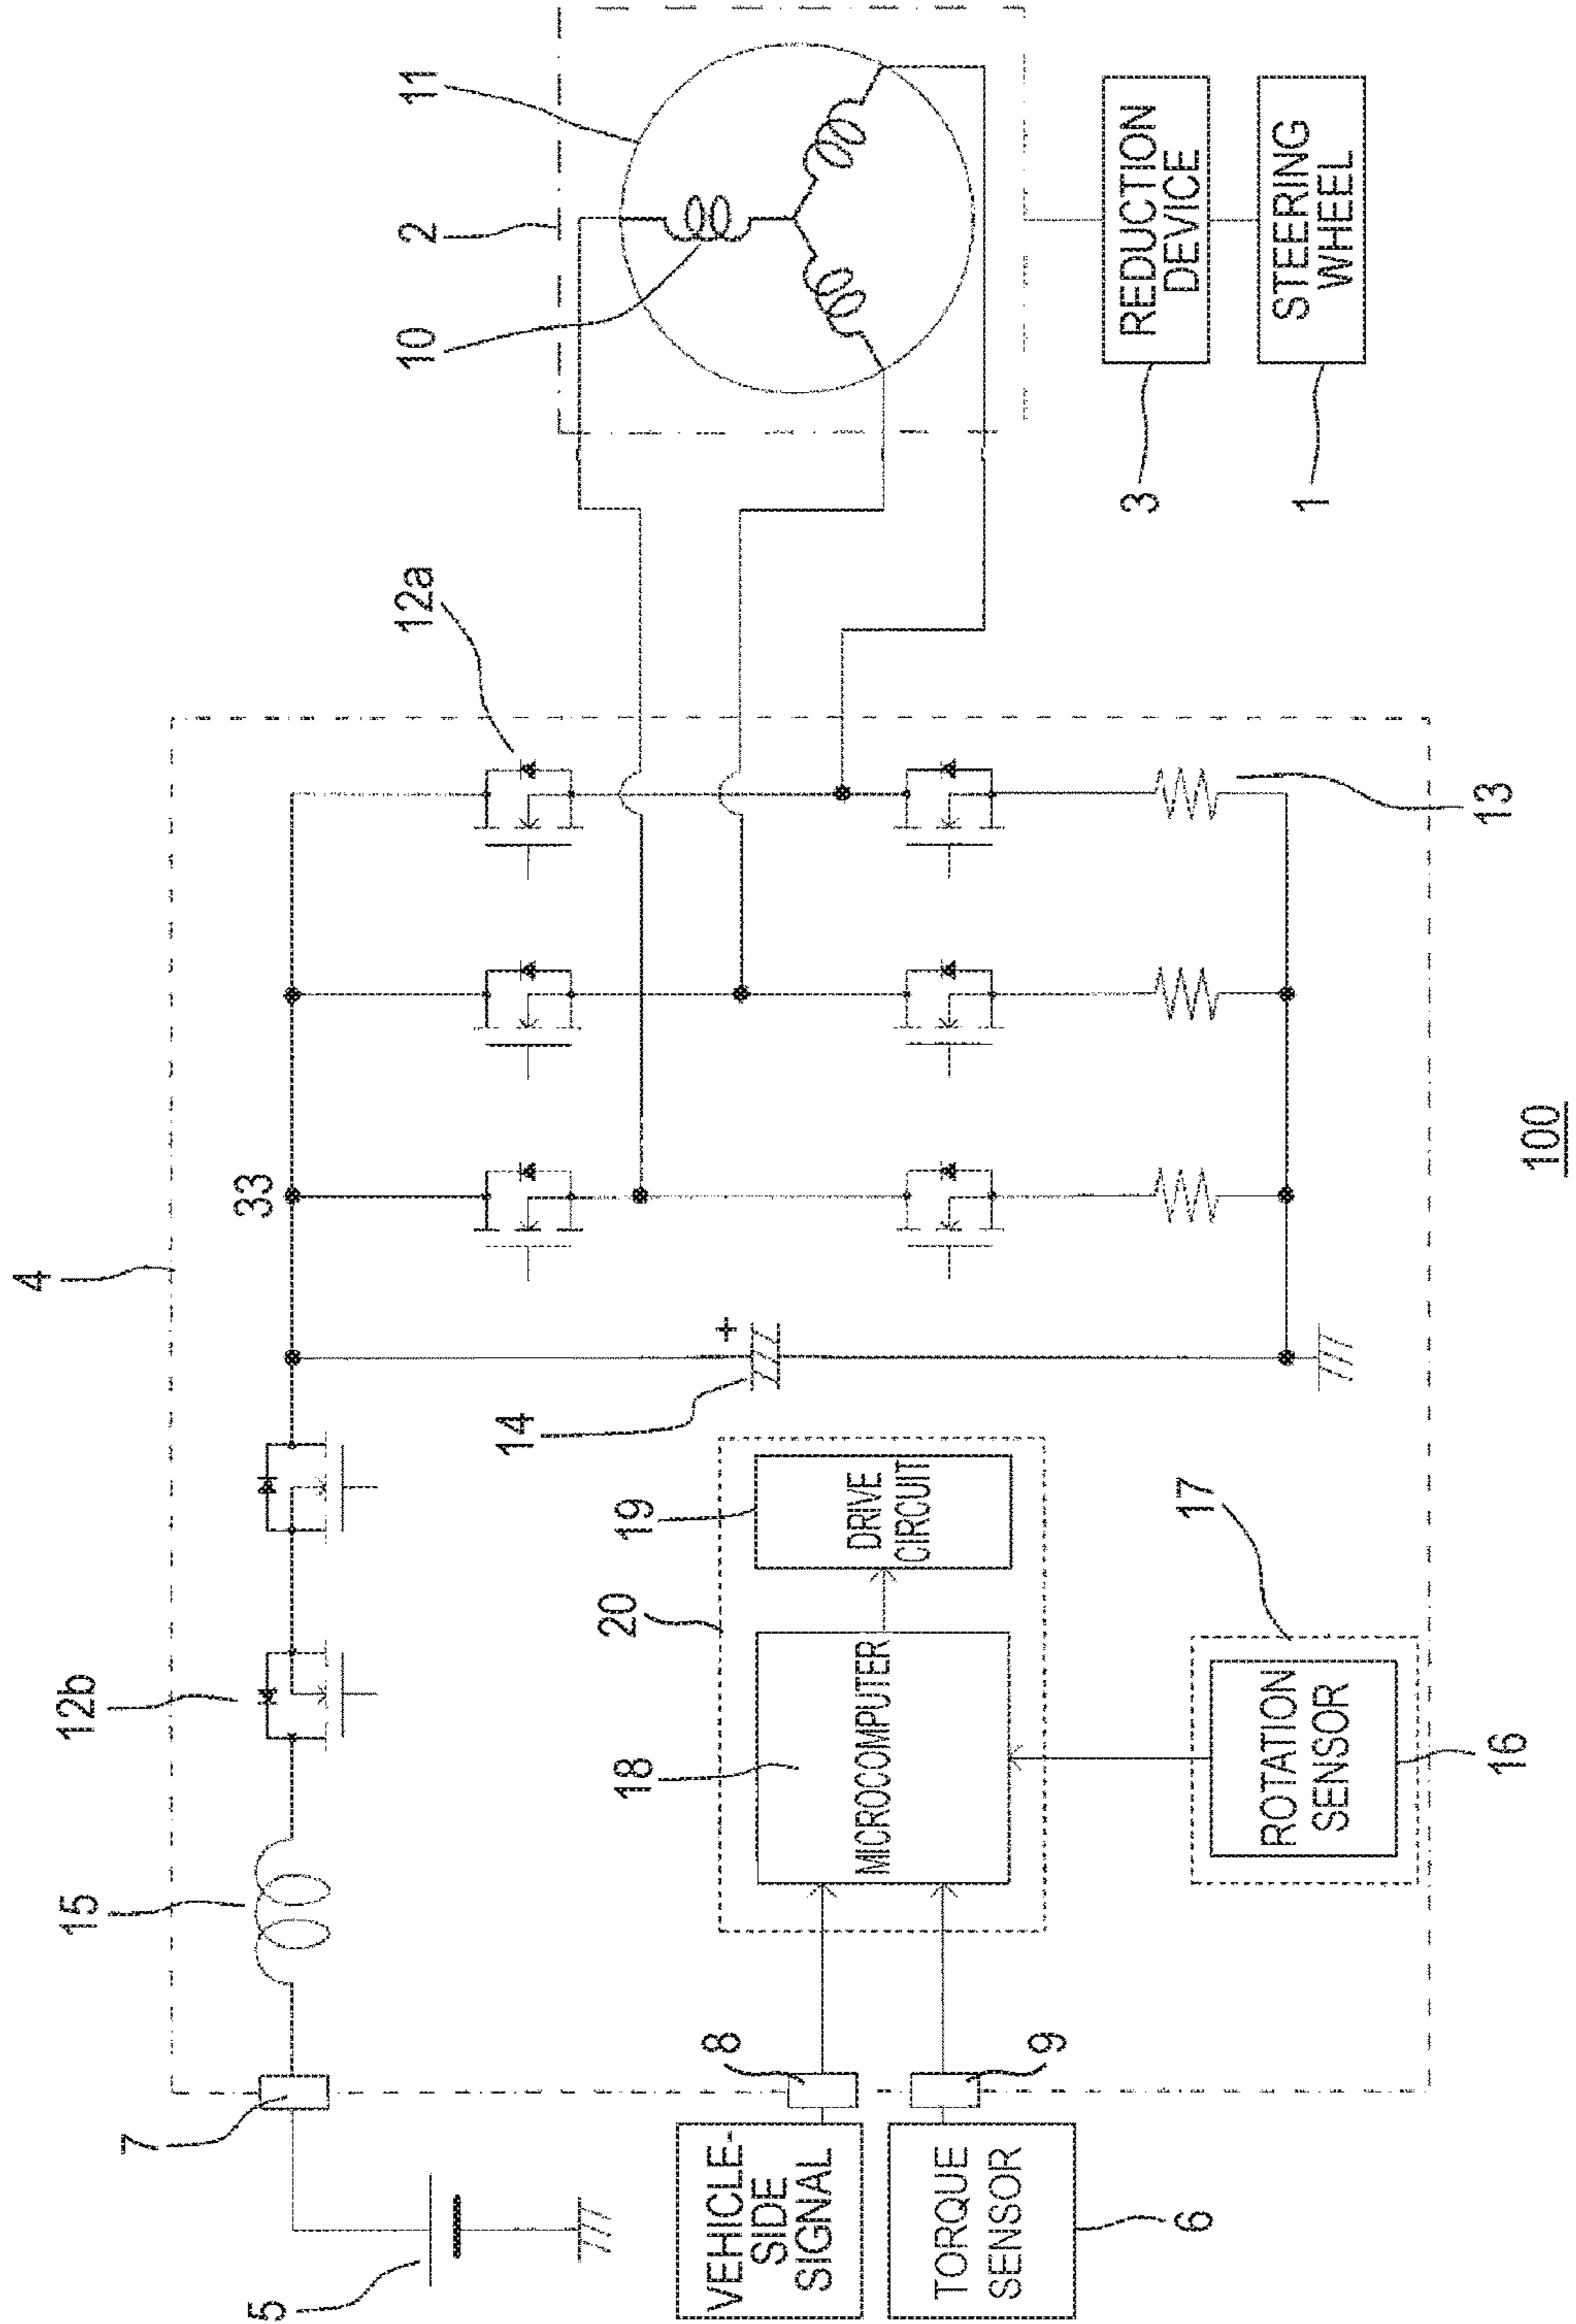 4
33
12a
2
11
10
12b
15
7
5
14
+
19
DRIVE
CIRCUIT
20
18
MICROCOMPUTER
17
ROTATION
SENSOR
16
8
VEHICLE-
SIDE
SIGNAL
9
TORQUE
SENSOR
6
13
3
REDUCTION
DEVICE
1
STEERING
WHEEL
100